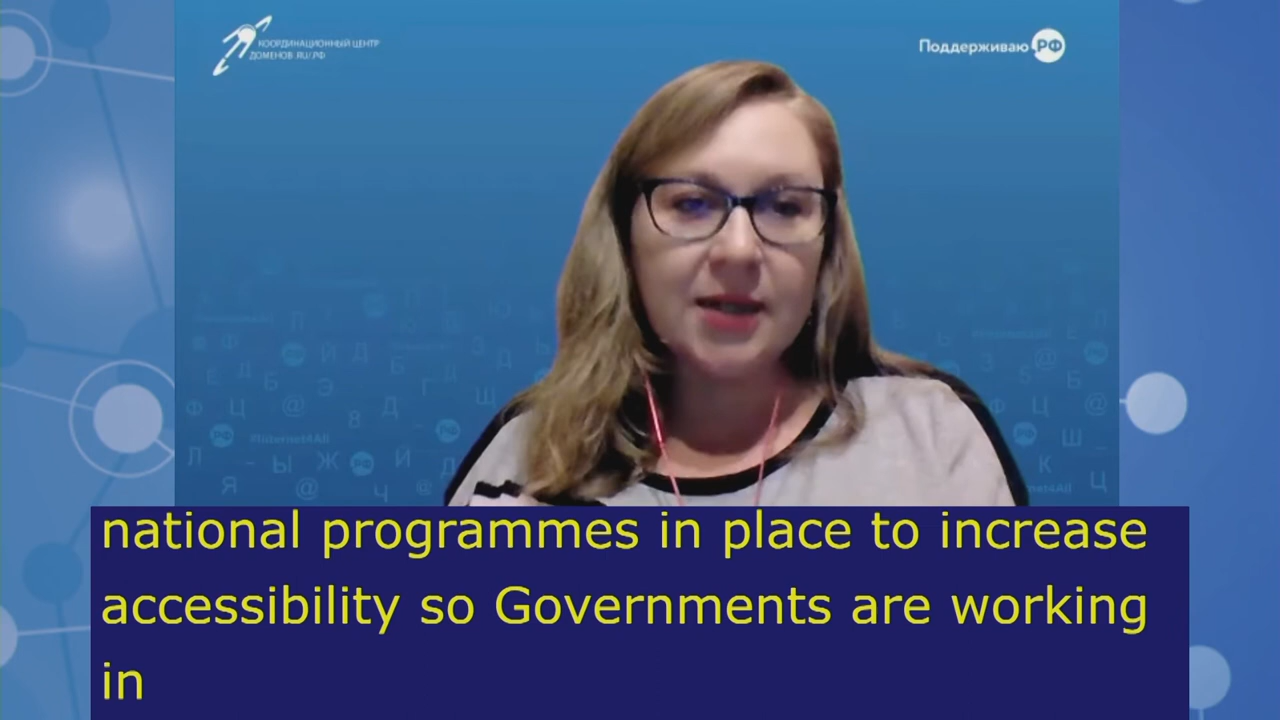 КООРДИНАЦИОННЫЙ ЦЕНТР
ДОМЕНОВ .RU/.РФ
Поддерживаю РФ
#Internet4All
national programmes in place to increase
accessibility so Governments are working
in